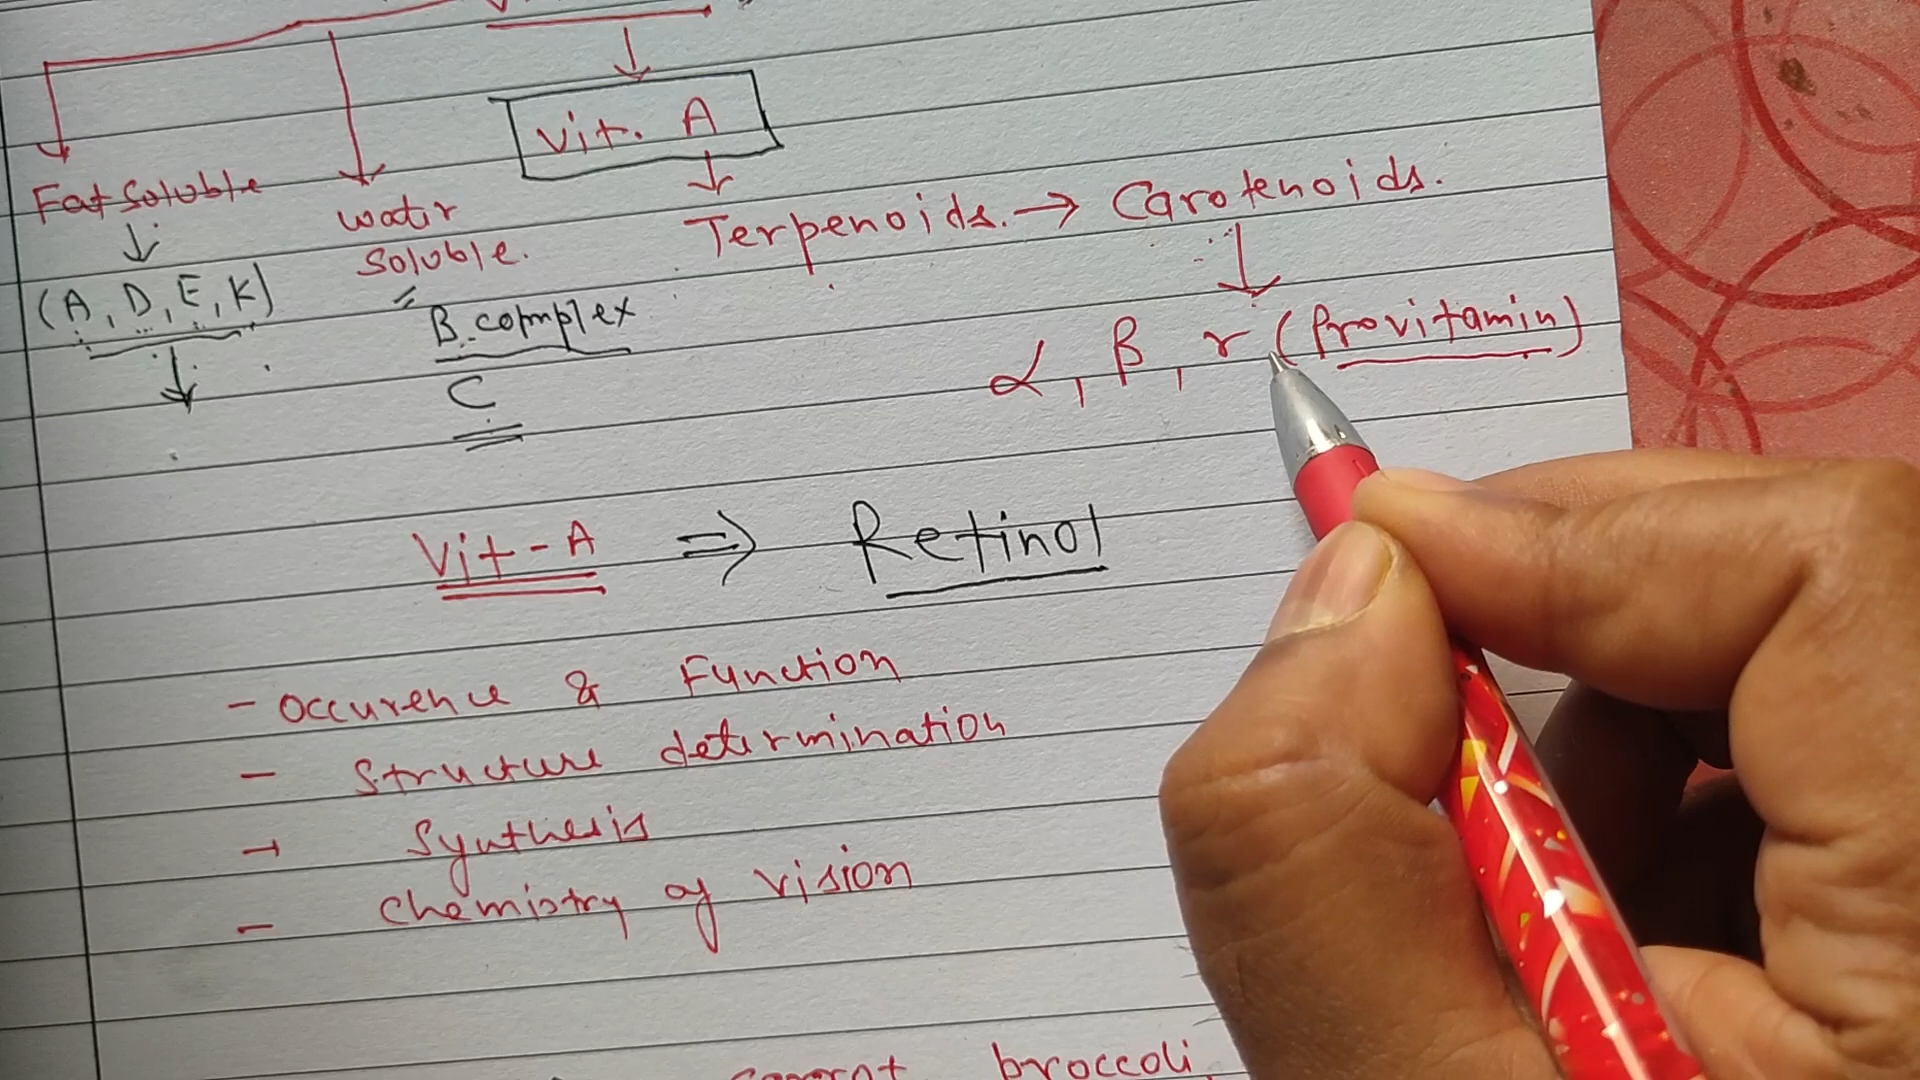 Vit. A
Fat soluble
water
soluble.
Terpenoids. → Carotenoids.
(A, D, E, K)
B complex
C
α, β, r (Provitamin)
Vit-A ⇒ Retinol
- Occurence & Function
- Structure determination
- Synthesis
- Chemistry of vision
carrot broccoli,